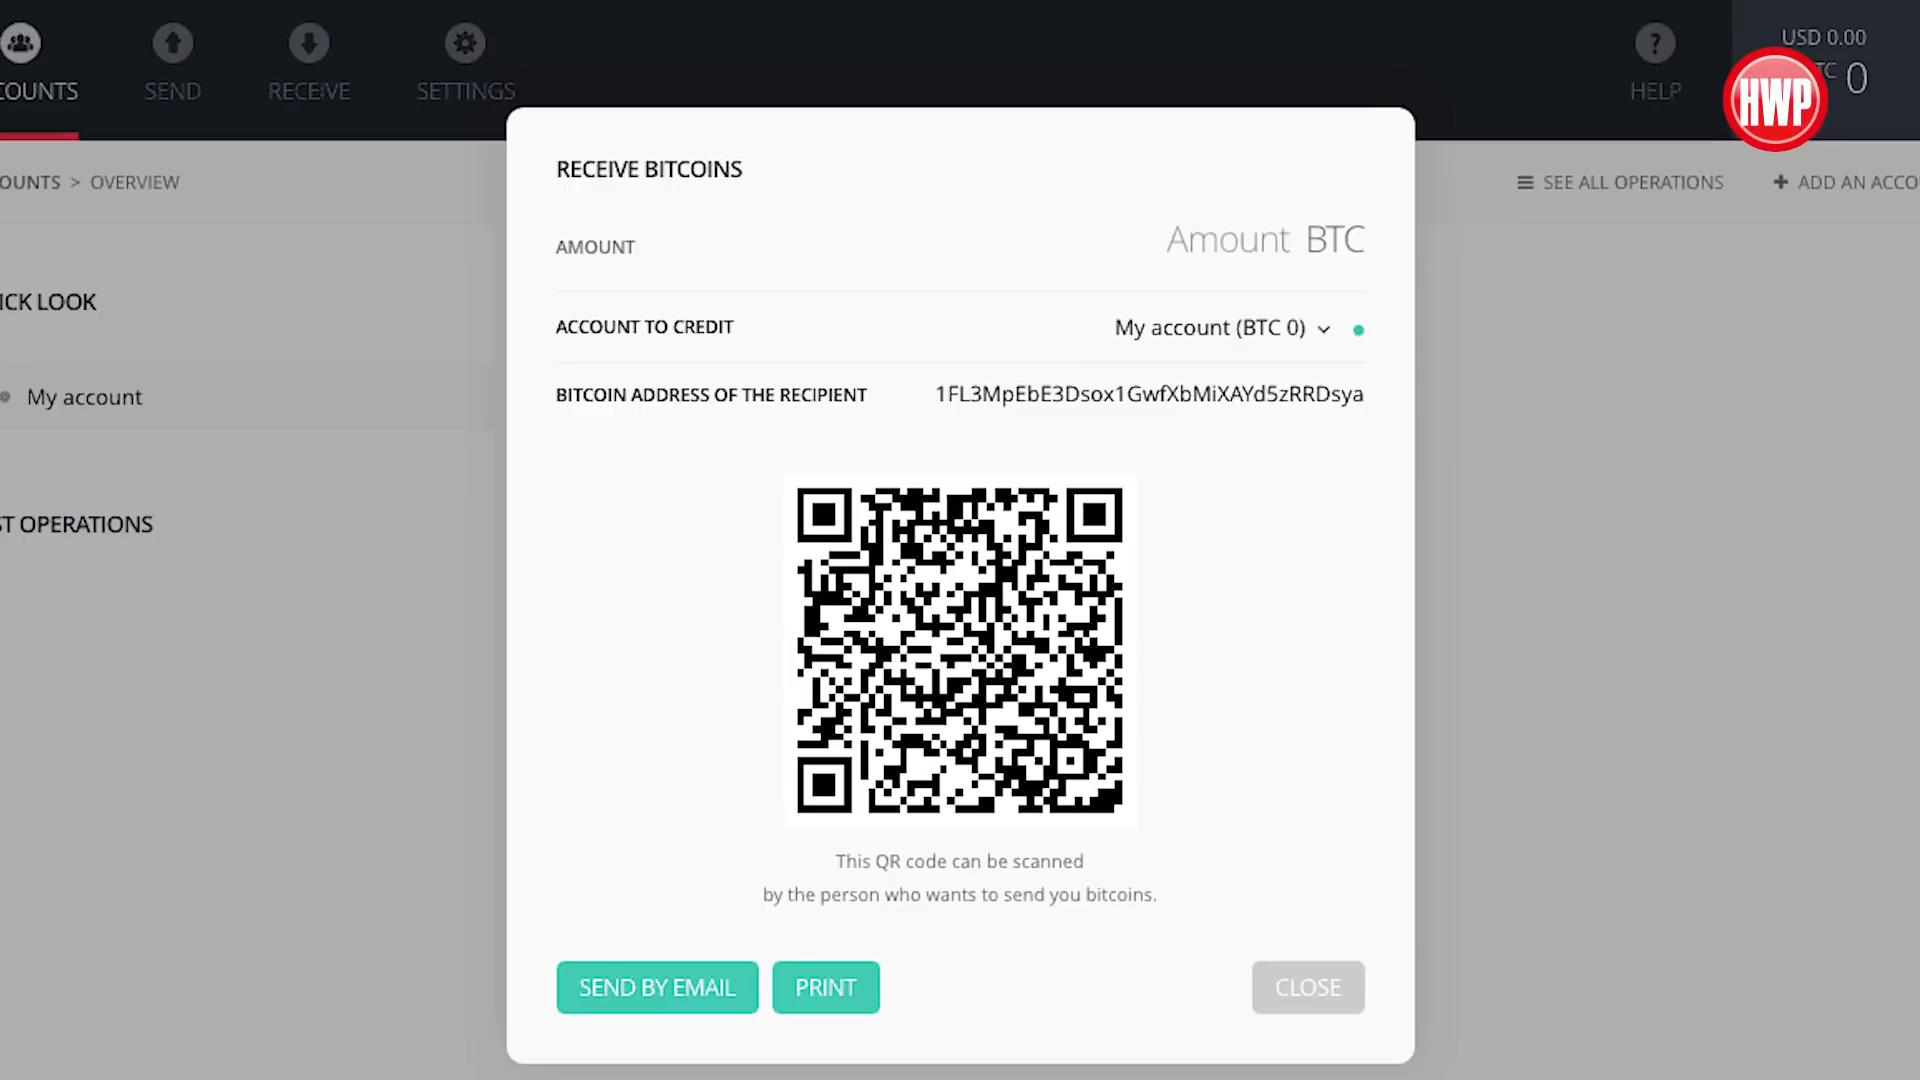 COUNTS
SEND
RECEIVE
SETTINGS
HELP
USD 0.00
TC 0
HWP
OUNTS > OVERVIEW
SEE ALL OPERATIONS
ADD AN ACCO
ICK LOOK
My account
ST OPERATIONS
RECEIVE BITCOINS
AMOUNT
Amount BTC
ACCOUNT TO CREDIT
My account (BTC 0)
BITCOIN ADDRESS OF THE RECIPIENT
1FL3MpEbE3Dsox1GwfXbMiXAYd5zRRDsya
This QR code can be scanned
by the person who wants to send you bitcoins.
SEND BY EMAIL
PRINT
CLOSE